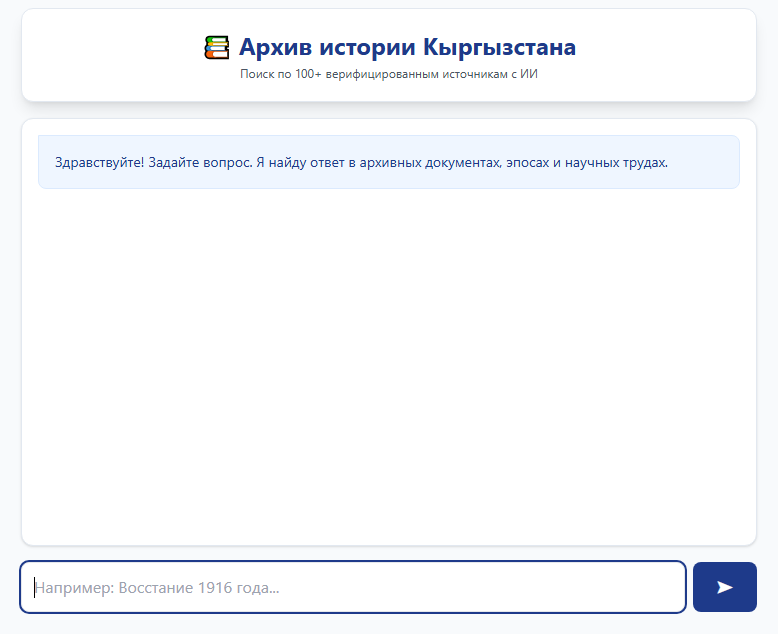 Архив истории Кыргызстана
Поиск по 100+ верифицированным источникам с ИИ
Здравствуйте! Задайте вопрос. Я найду ответ в архивных документах, эпосах и научных трудах.
Например: Восстание 1916 года...